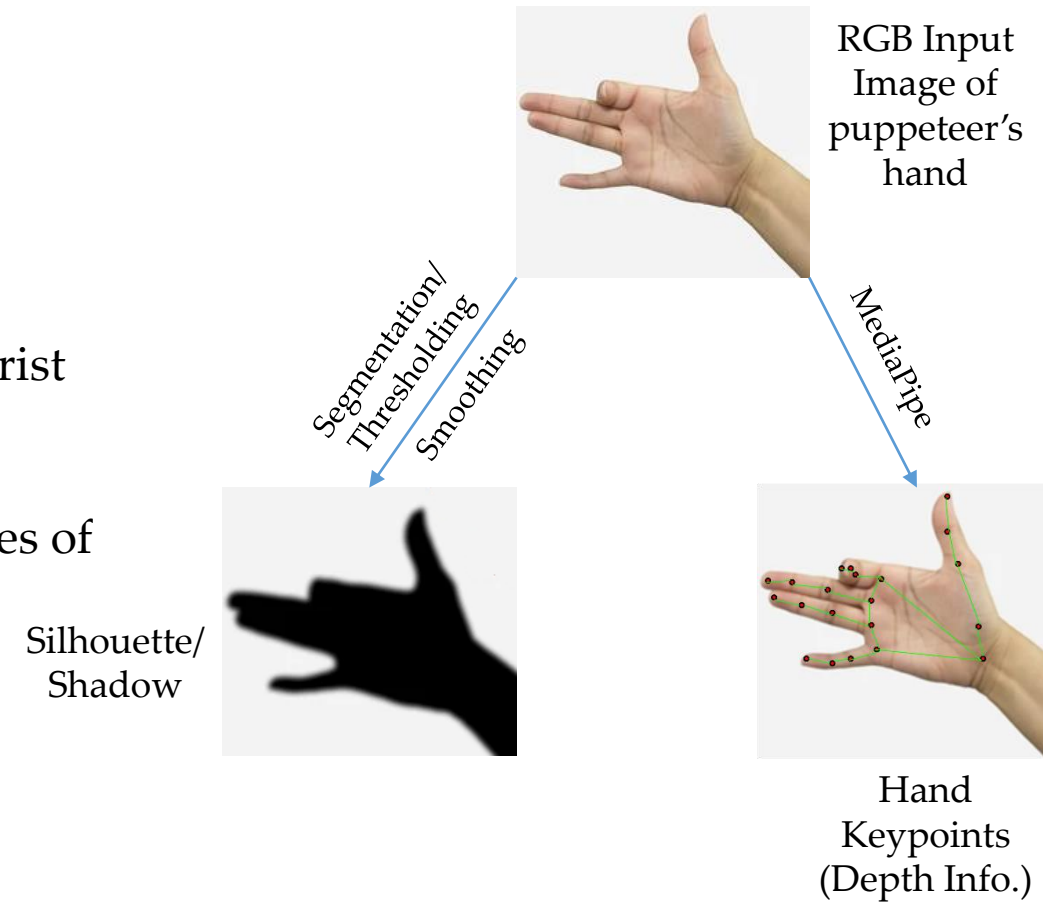 RGB Input
Image of
puppeteer’s
hand
Segmentation/
Thresholding
Smoothing
MediaPipe
rist
es of
Silhouette/
Shadow
Hand
Keypoints
(Depth Info.)